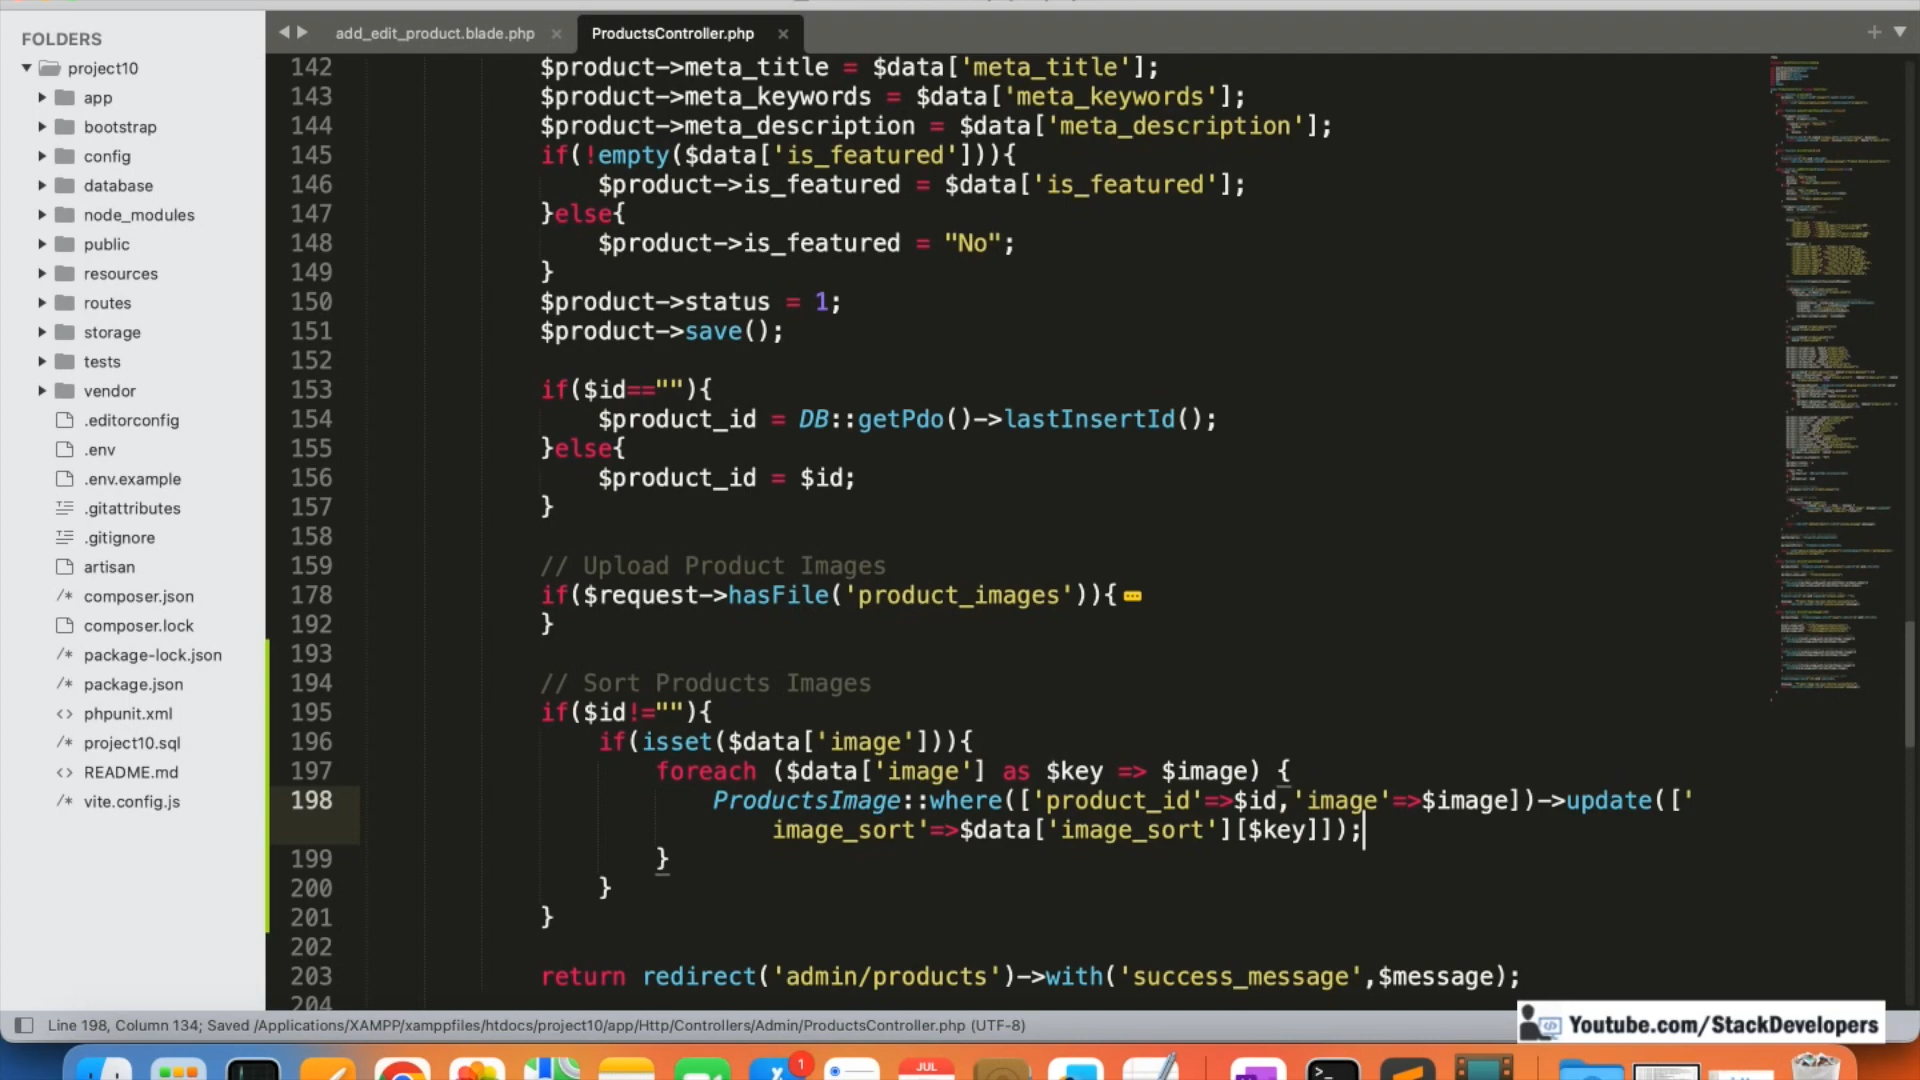 FOLDERS
project10
app
bootstrap
config
database
node_modules
public
resources
routes
storage
tests
vendor
.editorconfig
.env
.env.example
.gitattributes
.gitignore
artisan
composer.json
composer.lock
package-lock.json
package.json
phpunit.xml
project10.sql
README.md
vite.config.js
add_edit_product.blade.php
ProductsController.php
142 $product->meta_title = $data['meta_title'];
143 $product->meta_keywords = $data['meta_keywords'];
144 $product->meta_description = $data['meta_description'];
145 if(!empty($data['is_featured'])){
146 $product->is_featured = $data['is_featured'];
147 }else{
148 $product->is_featured = "No";
149 }
150 $product->status = 1;
151 $product->save();
152
153 if($id==""){
154 $product_id = DB::getPdo()->lastInsertId();
155 }else{
156 $product_id = $id;
157 }
158
159 // Upload Product Images
178 if($request->hasFile('product_images')){
192 }
193
194 // Sort Products Images
195 if($id!=""){
196 if(isset($data['image'])){
197 foreach ($data['image'] as $key => $image) {
198 ProductsImage::where(['product_id'=>$id,'image'=>$image])->update(['
image_sort'=>$data['image_sort'][$key]]);
199 }
200 }
201 }
202
203 return redirect('admin/products')->with('success_message',$message);
204
Line 198, Column 134; Saved /Applications/XAMPP/xamppfiles/htdocs/project10/app/Http/Controllers/Admin/ProductsController.php (UTF-8)
Youtube.com/StackDevelopers
1
JUL